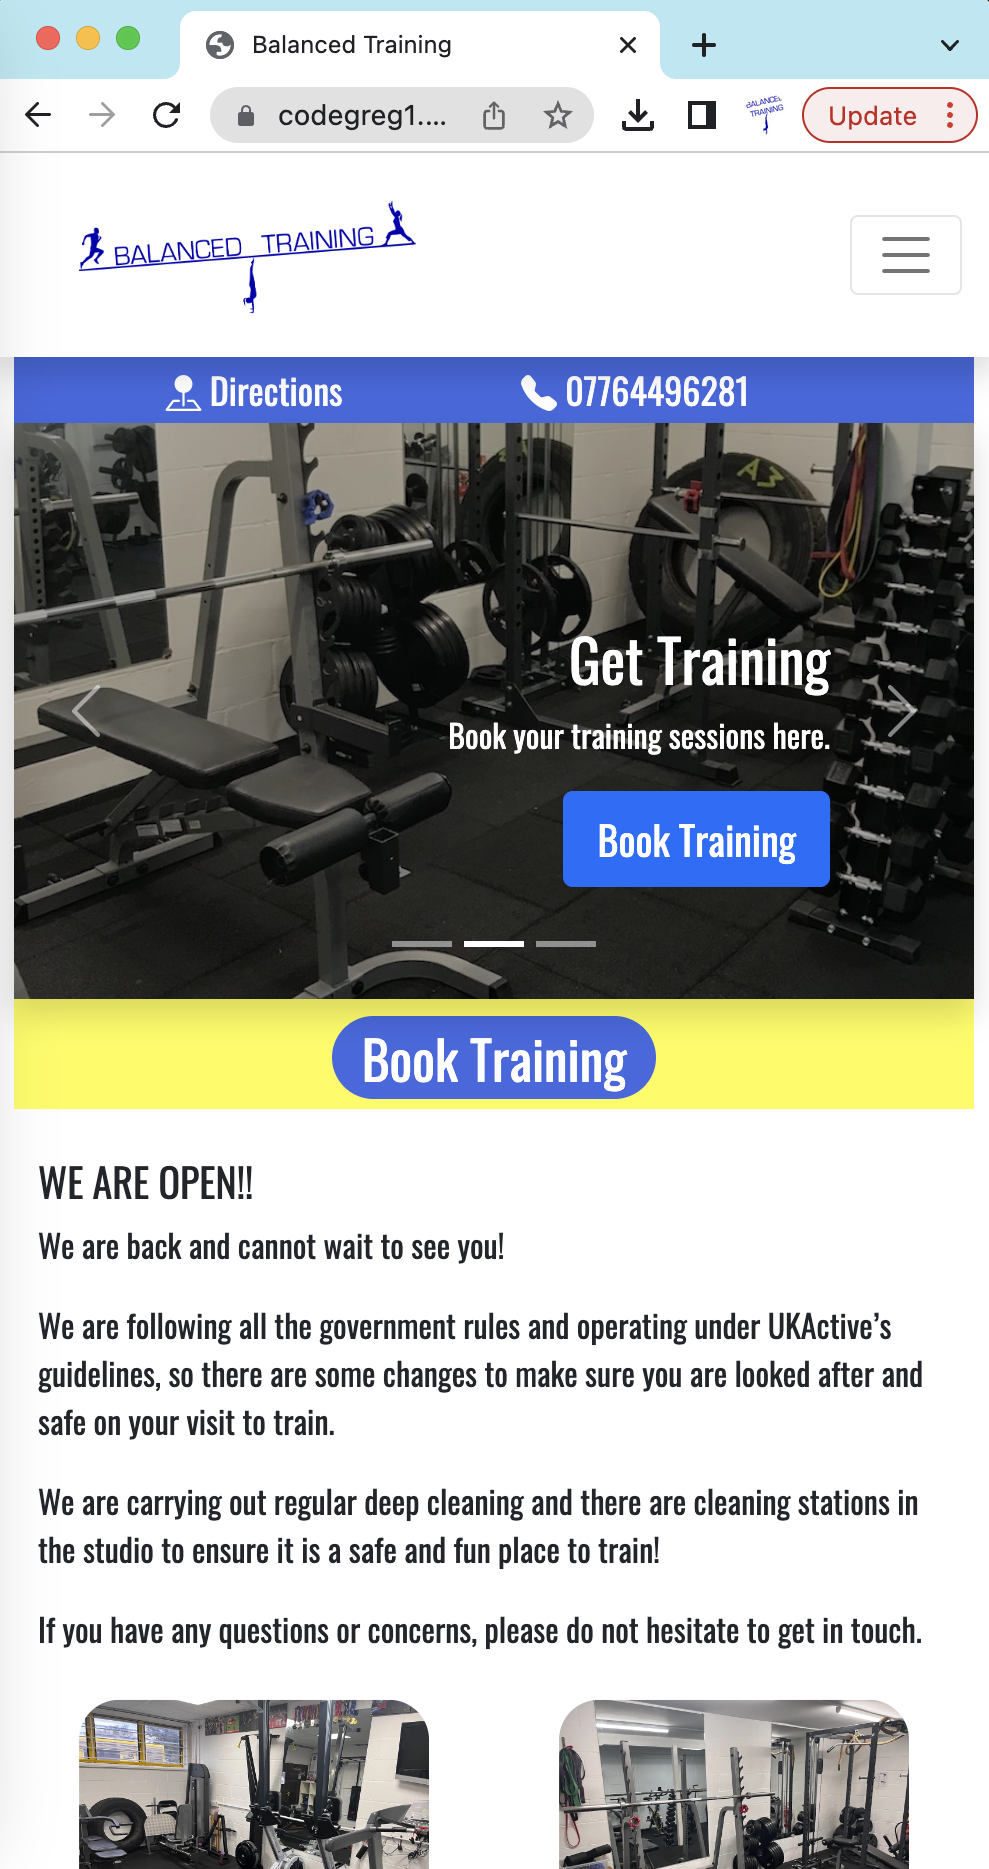 Balanced Training
codegreg1....
BALANCED TRAINING
Update
BALANCED TRAINING
Directions
07764496281
A3
Get Training
Book your training sessions here.
Book Training
Book Training
WE ARE OPEN!!
We are back and cannot wait to see you!
We are following all the government rules and operating under UKActive’s
guidelines, so there are some changes to make sure you are looked after and
safe on your visit to train.
We are carrying out regular deep cleaning and there are cleaning stations in
the studio to ensure it is a safe and fun place to train!
If you have any questions or concerns, please do not hesitate to get in touch.